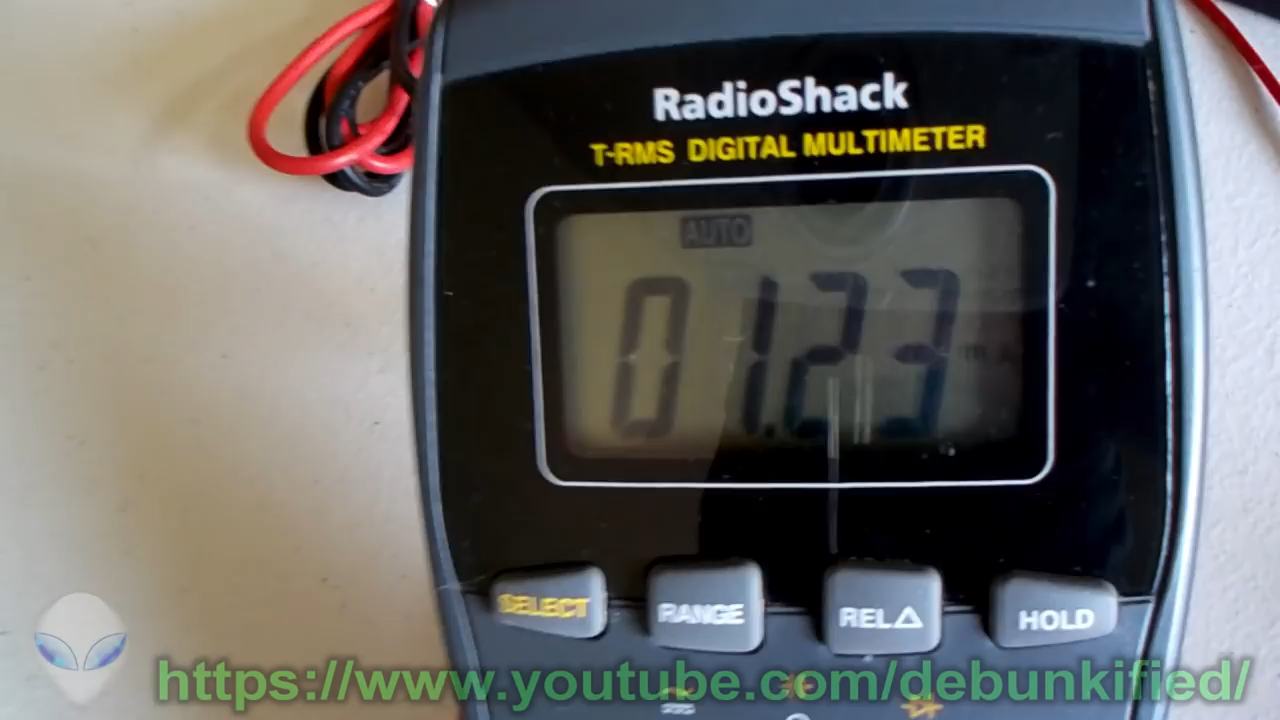 RadioShack
T-RMS DIGITAL MULTIMETER
AUTO
01.23
SELECT RANGE REL△ HOLD
https://www.youtube.com/debunkified/